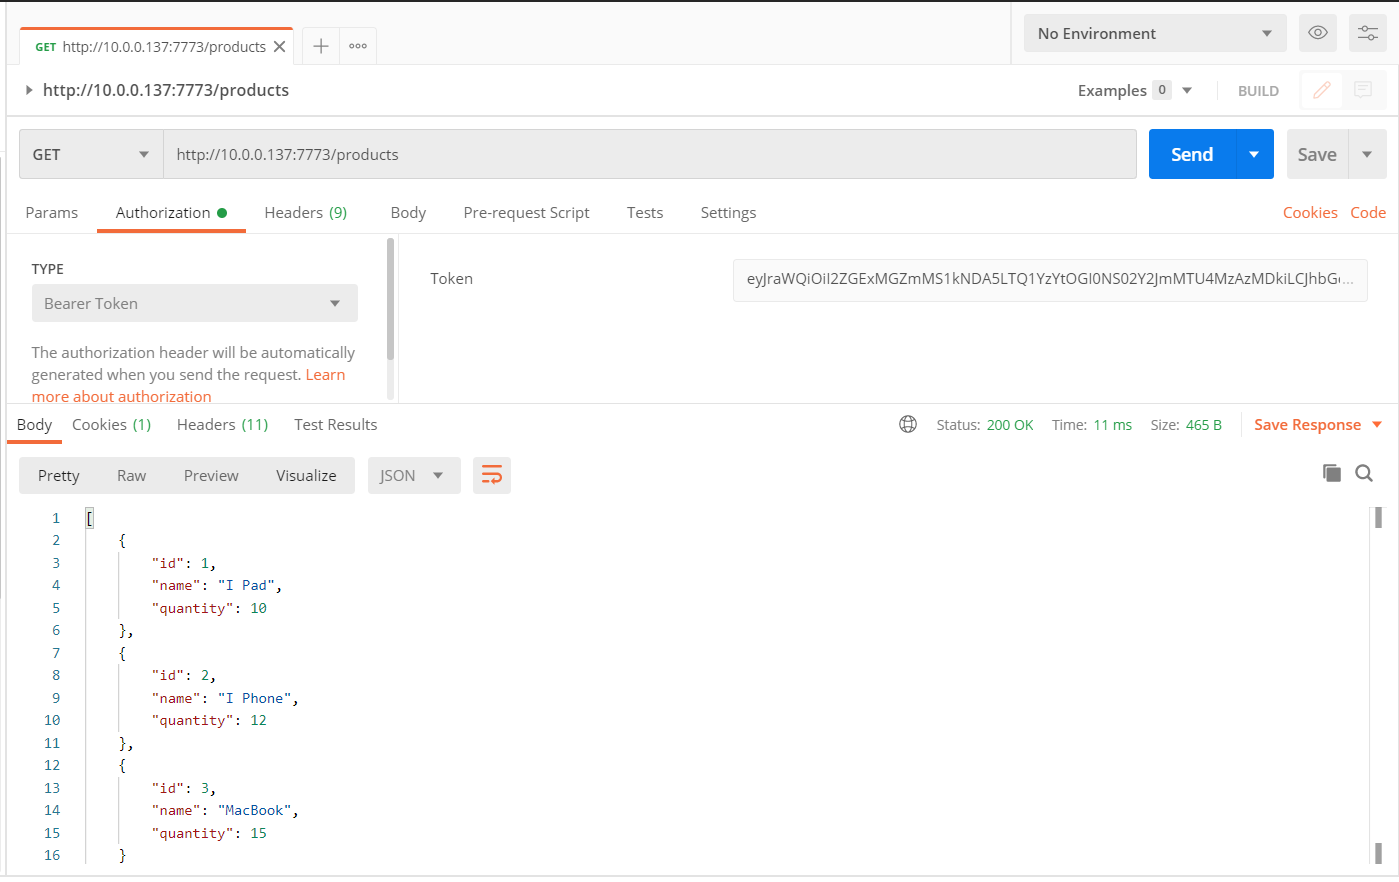 GET http://10.0.0.137:7773/products
No Environment
http://10.0.0.137:7773/products
Examples 0
BUILD
GET http://10.0.0.137:7773/products
Send
Save
Params Authorization Headers (9) Body Pre-request Script Tests Settings Cookies Code
TYPE
Bearer Token
The authorization header will be automatically
generated when you send the request. Learn
more about authorization
Token
eyJraWQiOiI2ZGExMGZmMS1kNDA5LTQ1YzYtOGI0NS02Y2JmMTU4MzAzMDkiLCJhbGc...
Body Cookies (1) Headers (11) Test Results Status: 200 OK Time: 11 ms Size: 465 B Save Response
Pretty Raw Preview Visualize JSON
1 [
2 {
3 "id": 1,
4 "name": "I Pad",
5 "quantity": 10
6 },
7 {
8 "id": 2,
9 "name": "I Phone",
10 "quantity": 12
11 },
12 {
13 "id": 3,
14 "name": "MacBook",
15 "quantity": 15
16 }